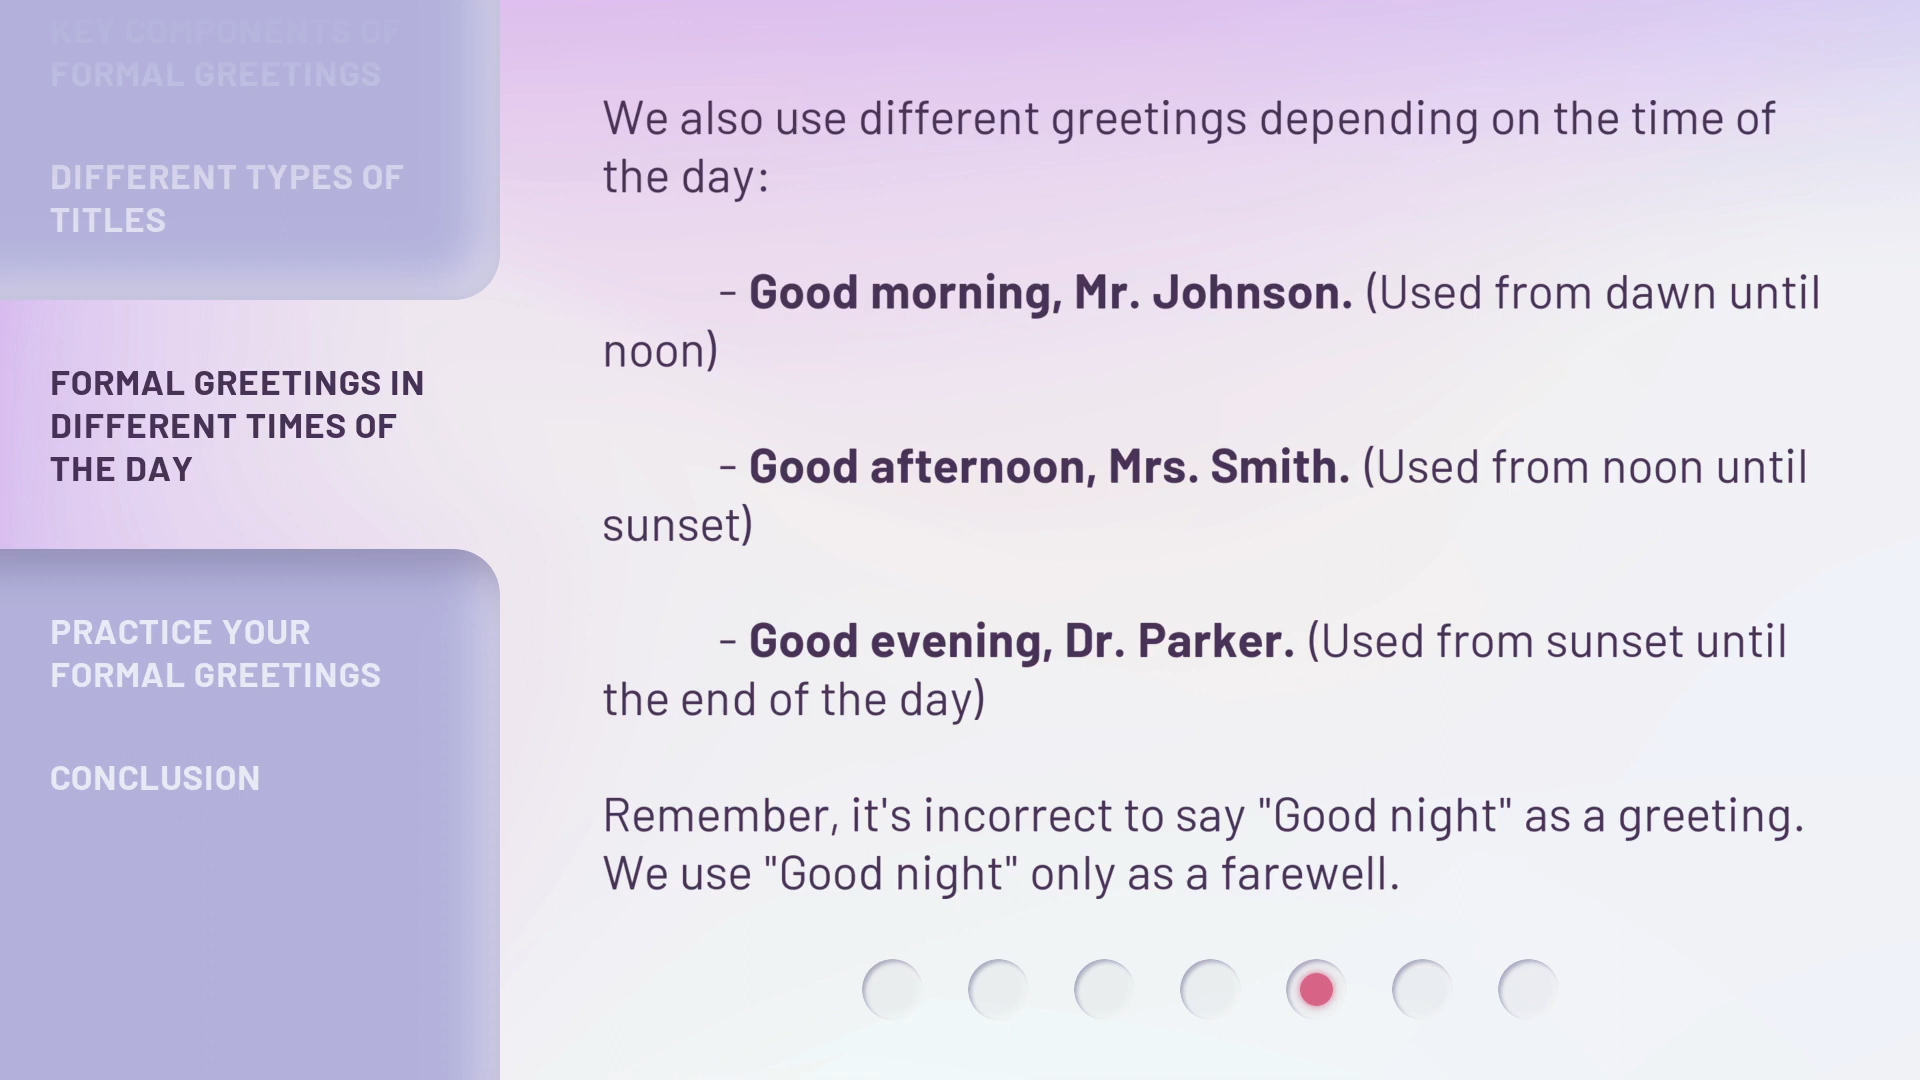 KEY COMPONENTS OF
FORMAL GREETINGS
DIFFERENT TYPES OF
TITLES
FORMAL GREETINGS IN
DIFFERENT TIMES OF
THE DAY
PRACTICE YOUR
FORMAL GREETINGS
CONCLUSION
We also use different greetings depending on the time of
the day:
- Good morning, Mr. Johnson. (Used from dawn until
noon)
- Good afternoon, Mrs. Smith. (Used from noon until
sunset)
- Good evening, Dr. Parker. (Used from sunset until
the end of the day)
Remember, it's incorrect to say "Good night" as a greeting.
We use "Good night" only as a farewell.